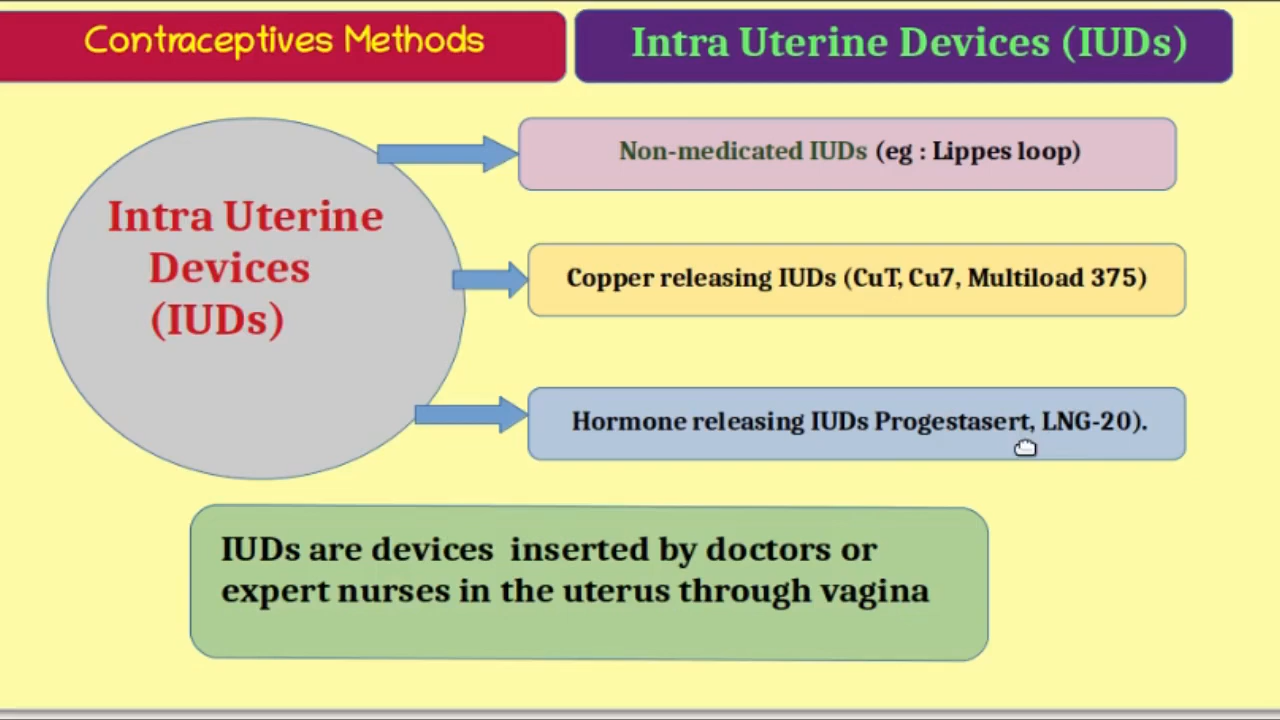 Contraceptives Methods
Intra Uterine Devices (IUDs)
Intra Uterine
Devices
(IUDs)
Non-medicated IUDs (eg : Lippes loop)
Copper releasing IUDs (CuT, Cu7, Multiload 375)
Hormone releasing IUDs Progestasert, LNG-20).
IUDs are devices inserted by doctors or
expert nurses in the uterus through vagina